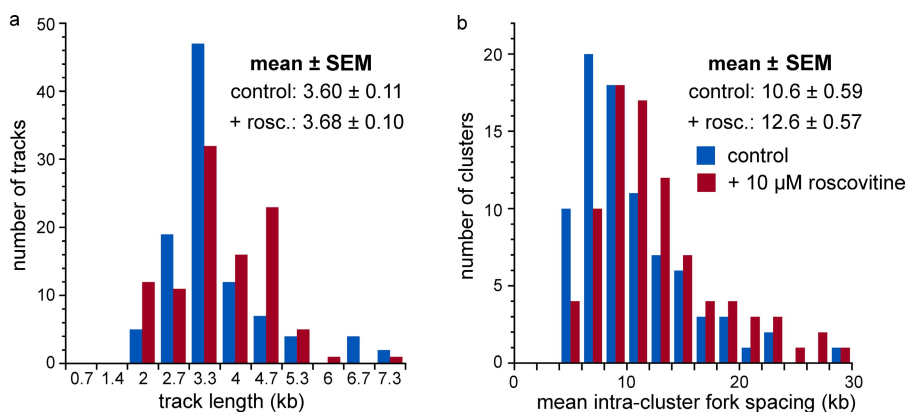 a
mean ± SEM
control: 3.60 ± 0.11
+ rosc.: 3.68 ± 0.10
number of tracks
50
40
30
20
10
0
0.7 1.4 2 2.7 3.3 4 4.7 5.3 6 6.7 7.3
track length (kb)
b
mean ± SEM
control: 10.6 ± 0.59
+ rosc.: 12.6 ± 0.57
control
+ 10 µM roscovitine
number of clusters
20
15
10
5
0
0 10 20 30
mean intra-cluster fork spacing (kb)